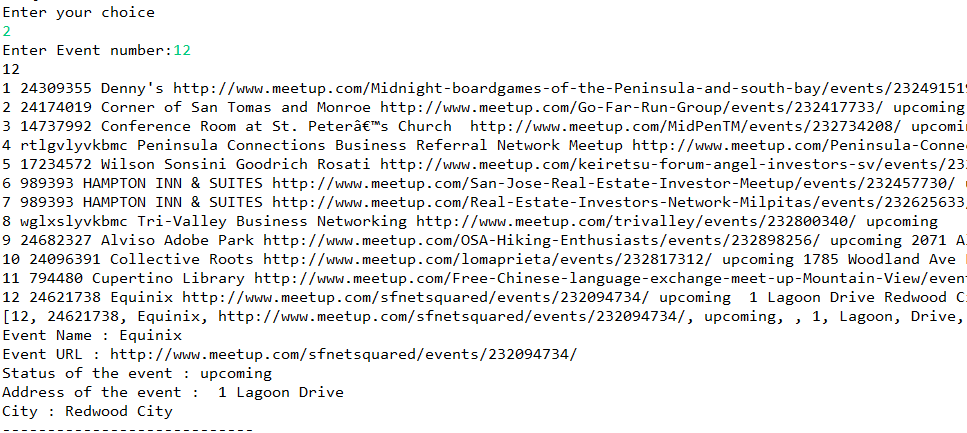 Enter your choice
2
Enter Event number:12
12
1 24309355 Denny's http://www.meetup.com/Midnight-boardgames-of-the-Peninsula-and-south-bay/events/232491519
2 24174019 Corner of San Tomas and Monroe http://www.meetup.com/Go-Far-Run-Group/events/232417733/ upcoming
3 14737992 Conference Room at St. Peterâ€™s Church  http://www.meetup.com/MidPenTM/events/232734208/ upcomin
4 rtlgvlyvkbmc Peninsula Connections Business Referral Network Meetup http://www.meetup.com/Peninsula-Conne
5 17234572 Wilson Sonsini Goodrich Rosati http://www.meetup.com/keiretsu-forum-angel-investors-sv/events/232
6 989393 HAMPTON INN & SUITES http://www.meetup.com/San-Jose-Real-Estate-Investor-Meetup/events/232457730/
7 989393 HAMPTON INN & SUITES http://www.meetup.com/Real-Estate-Investors-Network-Milpitas/events/232625633/
8 wglxslyvkbmc Tri-Valley Business Networking http://www.meetup.com/trivalley/events/232800340/ upcoming
9 24682327 Alviso Adobe Park http://www.meetup.com/OSA-Hiking-Enthusiasts/events/232898256/ upcoming 2071 Al
10 24096391 Collective Roots http://www.meetup.com/lomaprieta/events/232817312/ upcoming 1785 Woodland Ave
11 794480 Cupertino Library http://www.meetup.com/Free-Chinese-language-exchange-meet-up-Mountain-View/event
12 24621738 Equinix http://www.meetup.com/sfnetsquared/events/232094734/ upcoming  1 Lagoon Drive Redwood Ci
[12, 24621738, Equinix, http://www.meetup.com/sfnetsquared/events/232094734/, upcoming, , 1, Lagoon, Drive,
Event Name : Equinix
Event URL : http://www.meetup.com/sfnetsquared/events/232094734/
Status of the event : upcoming
Address of the event :  1 Lagoon Drive
City : Redwood City
----------------------------